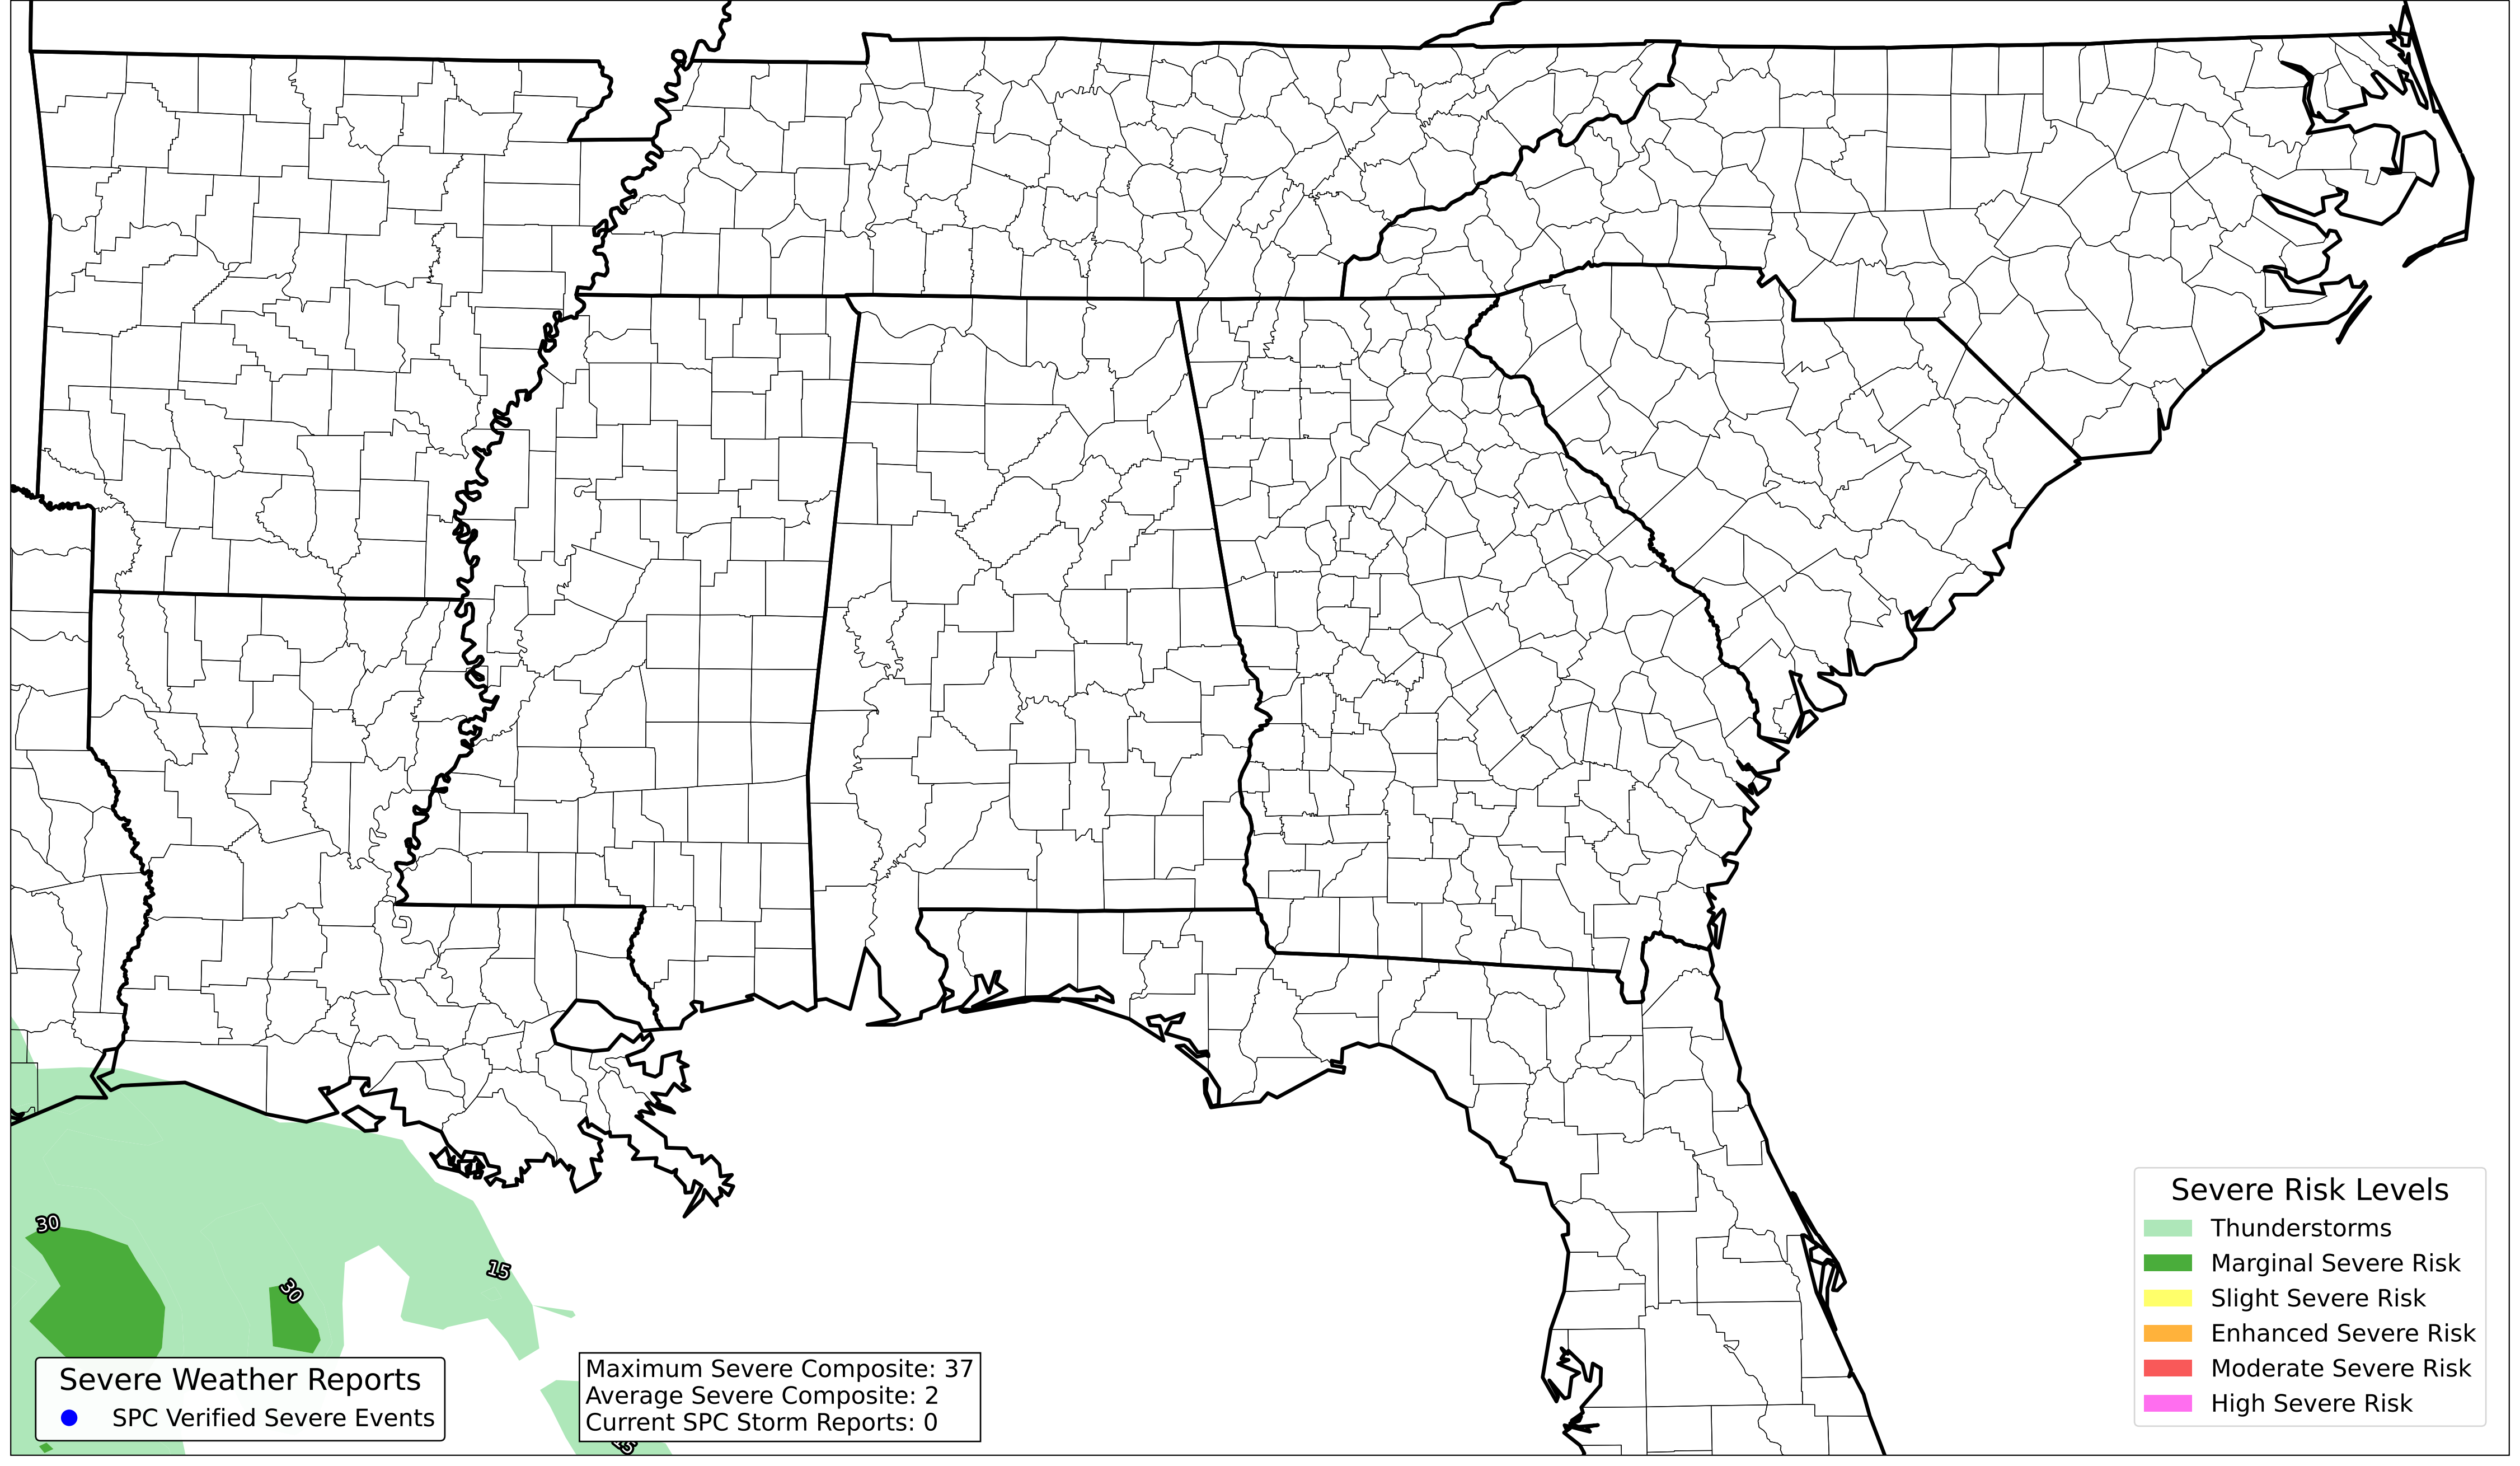 30
30
15
Severe Weather Reports
SPC Verified Severe Events
Maximum Severe Composite: 37
Average Severe Composite: 2
Current SPC Storm Reports: 0
Severe Risk Levels
Thunderstorms
Marginal Severe Risk
Slight Severe Risk
Enhanced Severe Risk
Moderate Severe Risk
High Severe Risk